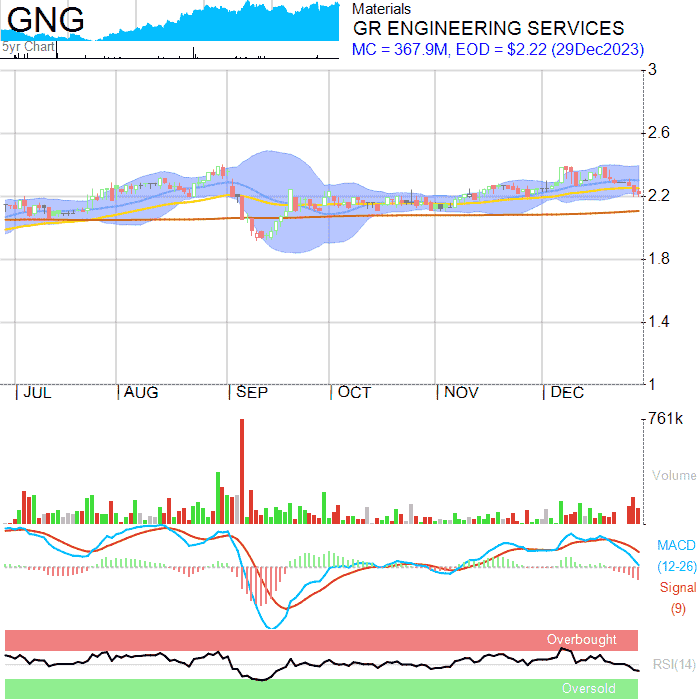 GNG
5yr Chart
Materials
GR ENGINEERING SERVICES
MC = 367.9M, EOD = $2.22 (29Dec2023)
3
2.6
2.2
1.8
1.4
1
JUL AUG SEP OCT NOV DEC
761k
Volume
MACD
(12-26)
Signal
(9)
Overbought
RSI(14)
Oversold